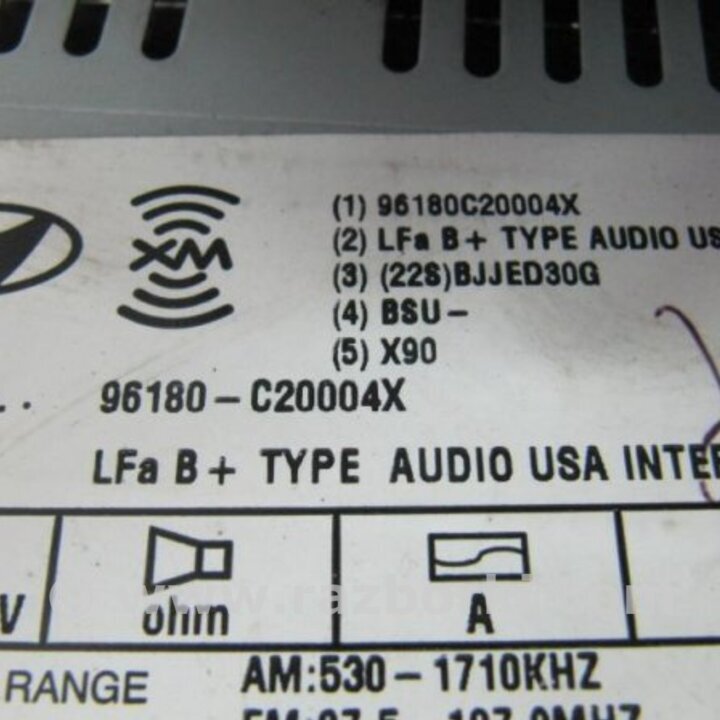 XM
(1) 96180C20004X
(2) LFa B+ TYPE AUDIO US
(3) (22S)BJJED30G
(4) BSU-
(5) X90
96180-C20004X
LFa B+ TYPE AUDIO USA INTE
V ohm A
RANGE AM:530-1710KHZ